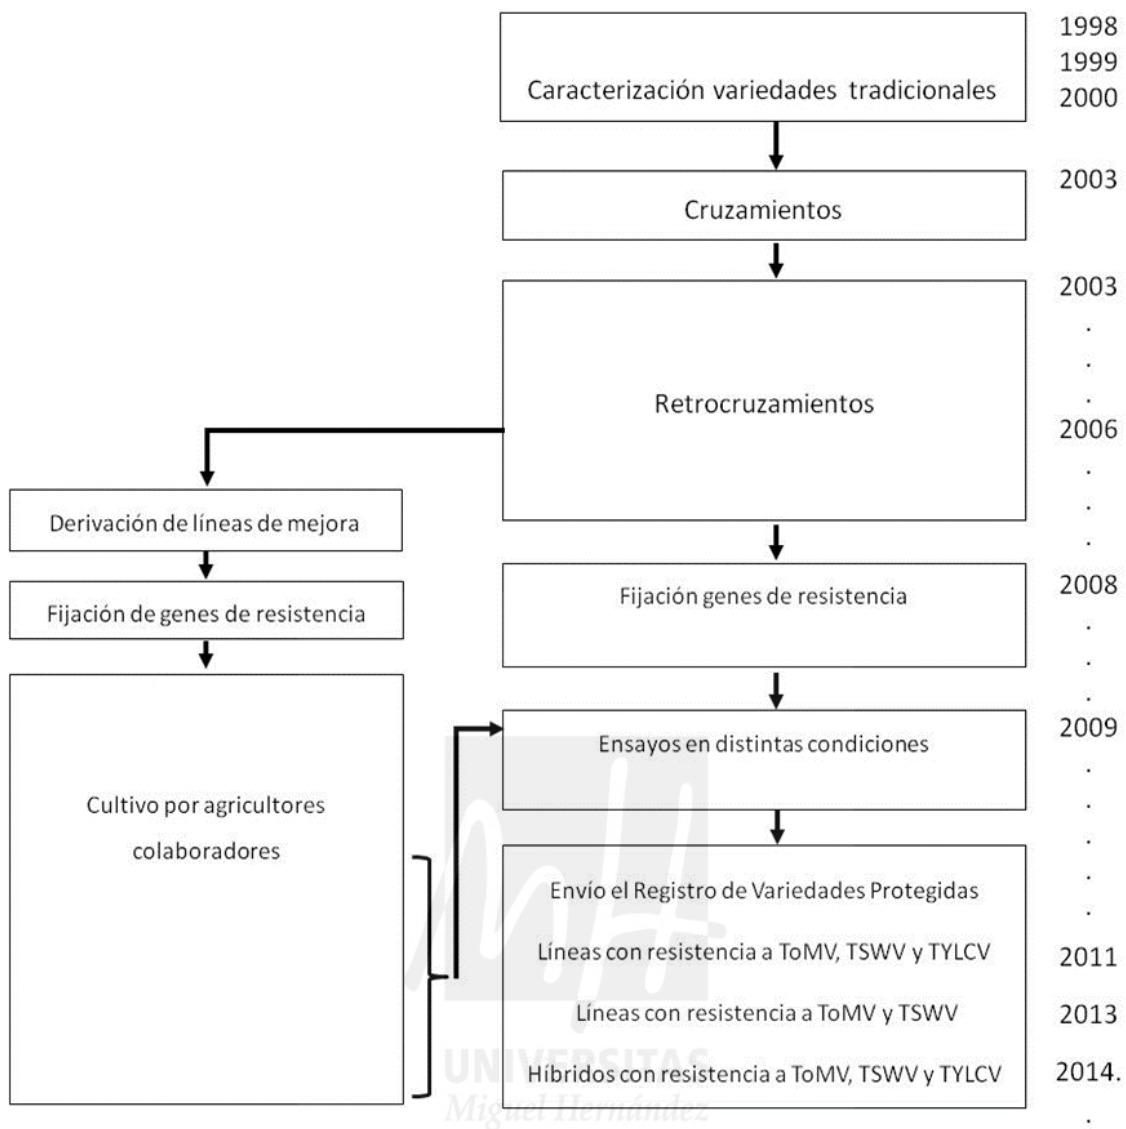 1998
1999
Caracterización variedades tradicionales
2000
2003
Cruzamientos
2003
.
.
.
Retrocruzamientos
2006
.
.
.
Derivación de líneas de mejora
Fijación de genes de resistencia
2008
Fijación genes de resistencia
.
.
.
2009
Ensayos en distintas condiciones
.
.
.
.
.
Cultivo por agricultores
colaboradores
Envío el Registro de Variedades Protegidas
Líneas con resistencia a ToMV, TSWV y TYLCV
2011
Líneas con resistencia a ToMV y TSWV
2013
Híbridos con resistencia a ToMV, TSWV y TYLCV
2014.
.
UNIVERSITAS
Miguel Hernández